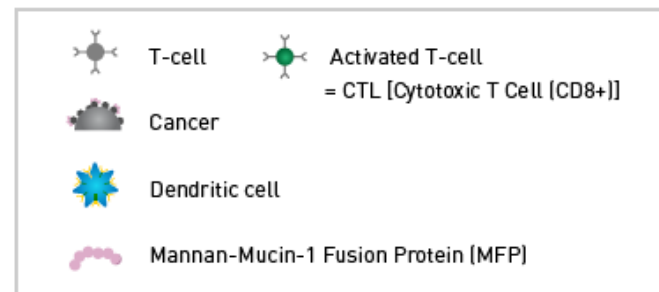 T-cell
Activated T-cell
= CTL [Cytotoxic T Cell (CD8+)]
Cancer
Dendritic cell
Mannan-Mucin-1 Fusion Protein (MFP)